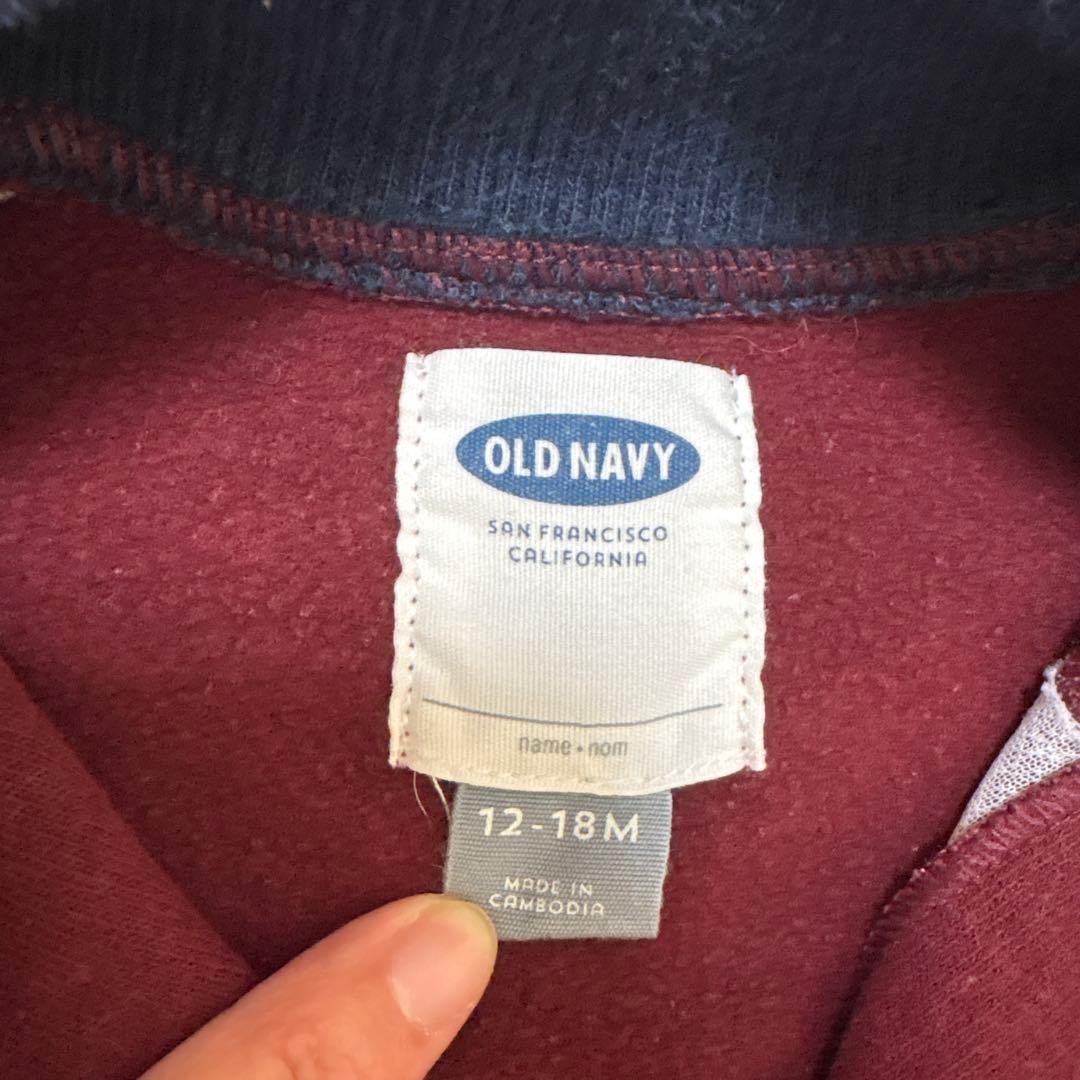 OLD NAVY
SAN FRANCISCO
CALIFORNIA
name • nom
12-18M
MADE IN
CAMBODIA